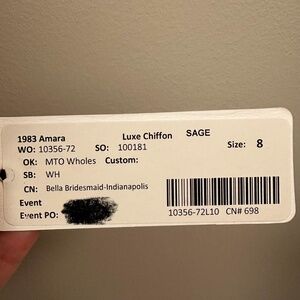 1983 Amara Luxe Chiffon SAGE
WO: 10356-72 SO: 100181 Size: 8
OK: MTO Wholes Custom:
SB: WH
CN: Bella Bridesmaid-Indianapolis
Event
Event PO:
10356-72L10 CN# 698